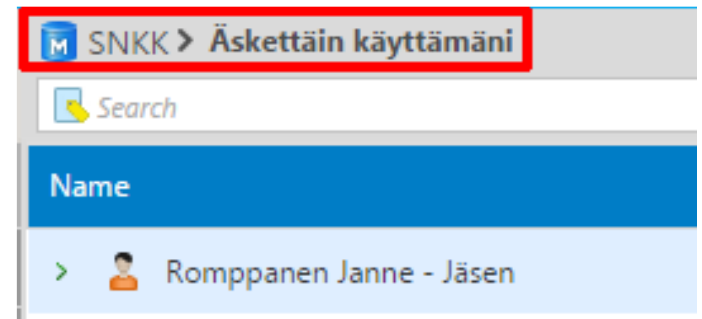 M SNKK > Äskettäin käyttämäni
Search
Name
> Romppanen Janne - Jäsen